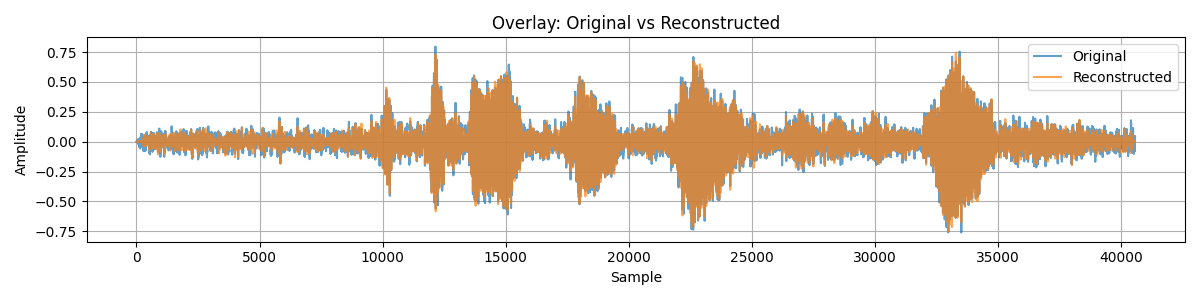 Overlay: Original vs Reconstructed
Original
Reconstructed
Amplitude
0.75
0.50
0.25
0.00
−0.25
−0.50
−0.75
0 5000 10000 15000 20000 25000 30000 35000 40000
Sample